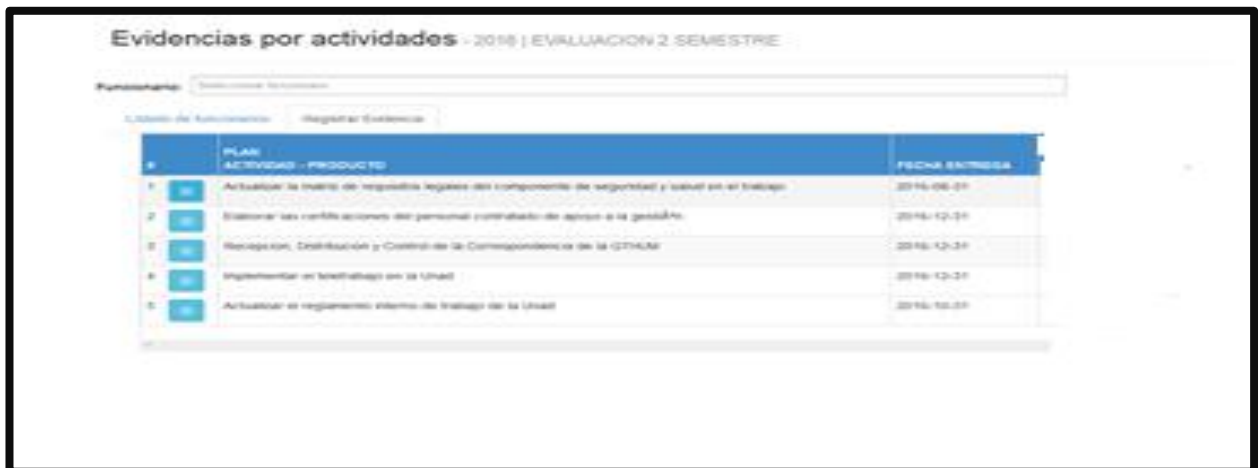 Evidencias por actividades - 2016 | EVALUACION 2 SEMESTRE
Funcionario: Seleccionar funcionario
Listado de funcionarios Registrar Evidencia
PLAN
# ACTIVIDAD - PRODUCTO FECHA ENTREGA
1 Actualizar la matriz de requisitos legales del componente de seguridad y salud en el trabajo
2 Elaborar las certificaciones del personal contratado de apoyo a la gestiÃ³n 2016-12-31
3 Recepcion, Distribucion y Control de la Correspondencia de la GTHUM 2016-12-31
4 Implementar el teletrabajo en la Unad 2016-12-31
5 Actualizar el reglamento interno de trabajo de la Unad 2016-10-31